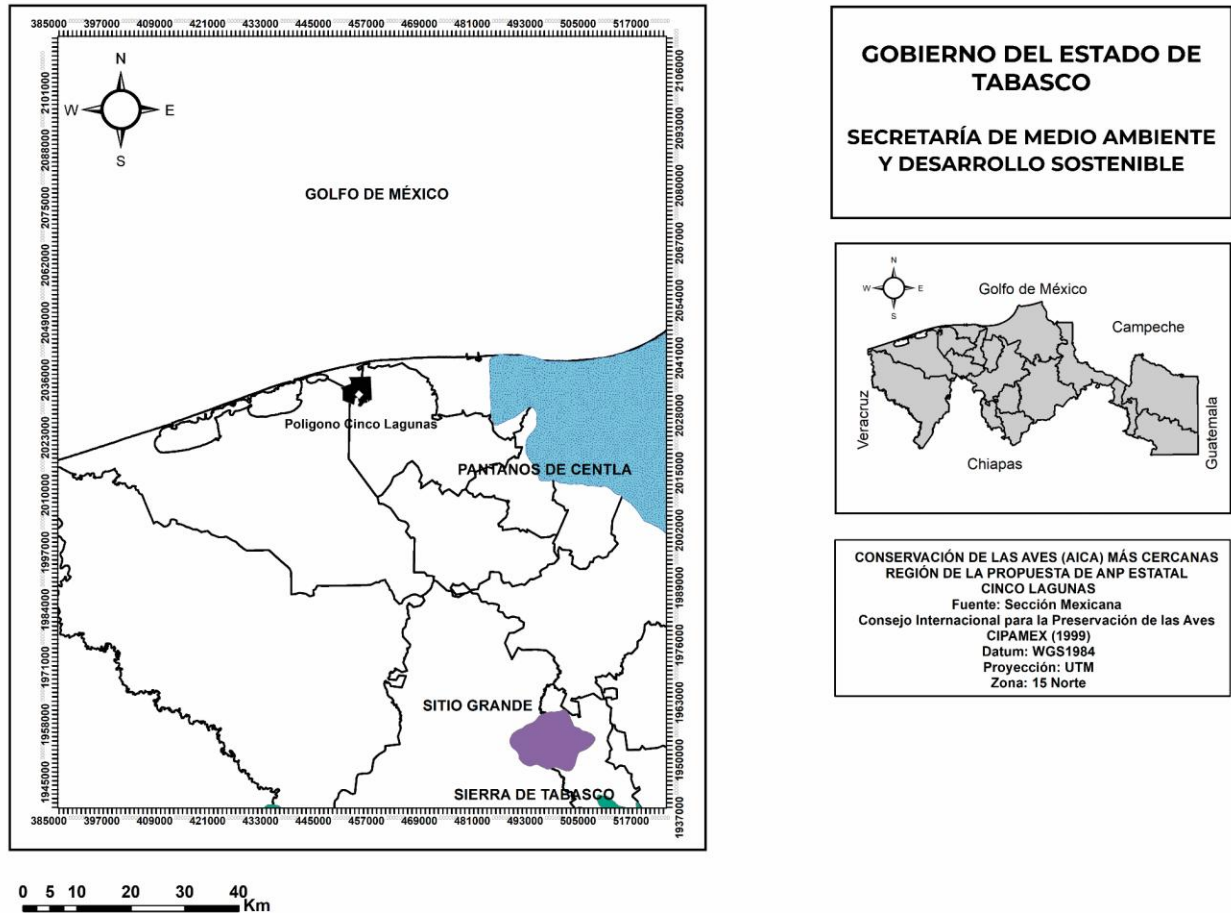 385000 397000 409000 421000 433000 445000 457000 469000 481000 493000 505000 517000
2101000
2088000
2075000
2062000
2049000
2036000
2023000
2010000
1997000
1984000
1971000
1958000
1945000
N
W E
S
GOLFO DE MÉXICO
Poligono Cinco Lagunas
PANTANOS DE CENTLA
SITIO GRANDE
SIERRA DE TABASCO
2106000
2093000
2080000
2067000
2054000
2041000
2028000
2015000
2002000
1989000
1976000
1963000
1950000
1937000
385000 397000 409000 421000 433000 445000 457000 469000 481000 493000 505000 517000
0 5 10 20 30 40
Km
GOBIERNO DEL ESTADO DE
TABASCO
SECRETARÍA DE MEDIO AMBIENTE
Y DESARROLLO SOSTENIBLE
N
W E
S
Golfo de México
Campeche
Veracruz
Chiapas
Guatemala
CONSERVACIÓN DE LAS AVES (AICA) MÁS CERCANAS
REGIÓN DE LA PROPUESTA DE ANP ESTATAL
CINCO LAGUNAS
Fuente: Sección Mexicana
Consejo Internacional para la Preservación de las Aves
CIPAMEX (1999)
Datum: WGS1984
Proyección: UTM
Zona: 15 Norte